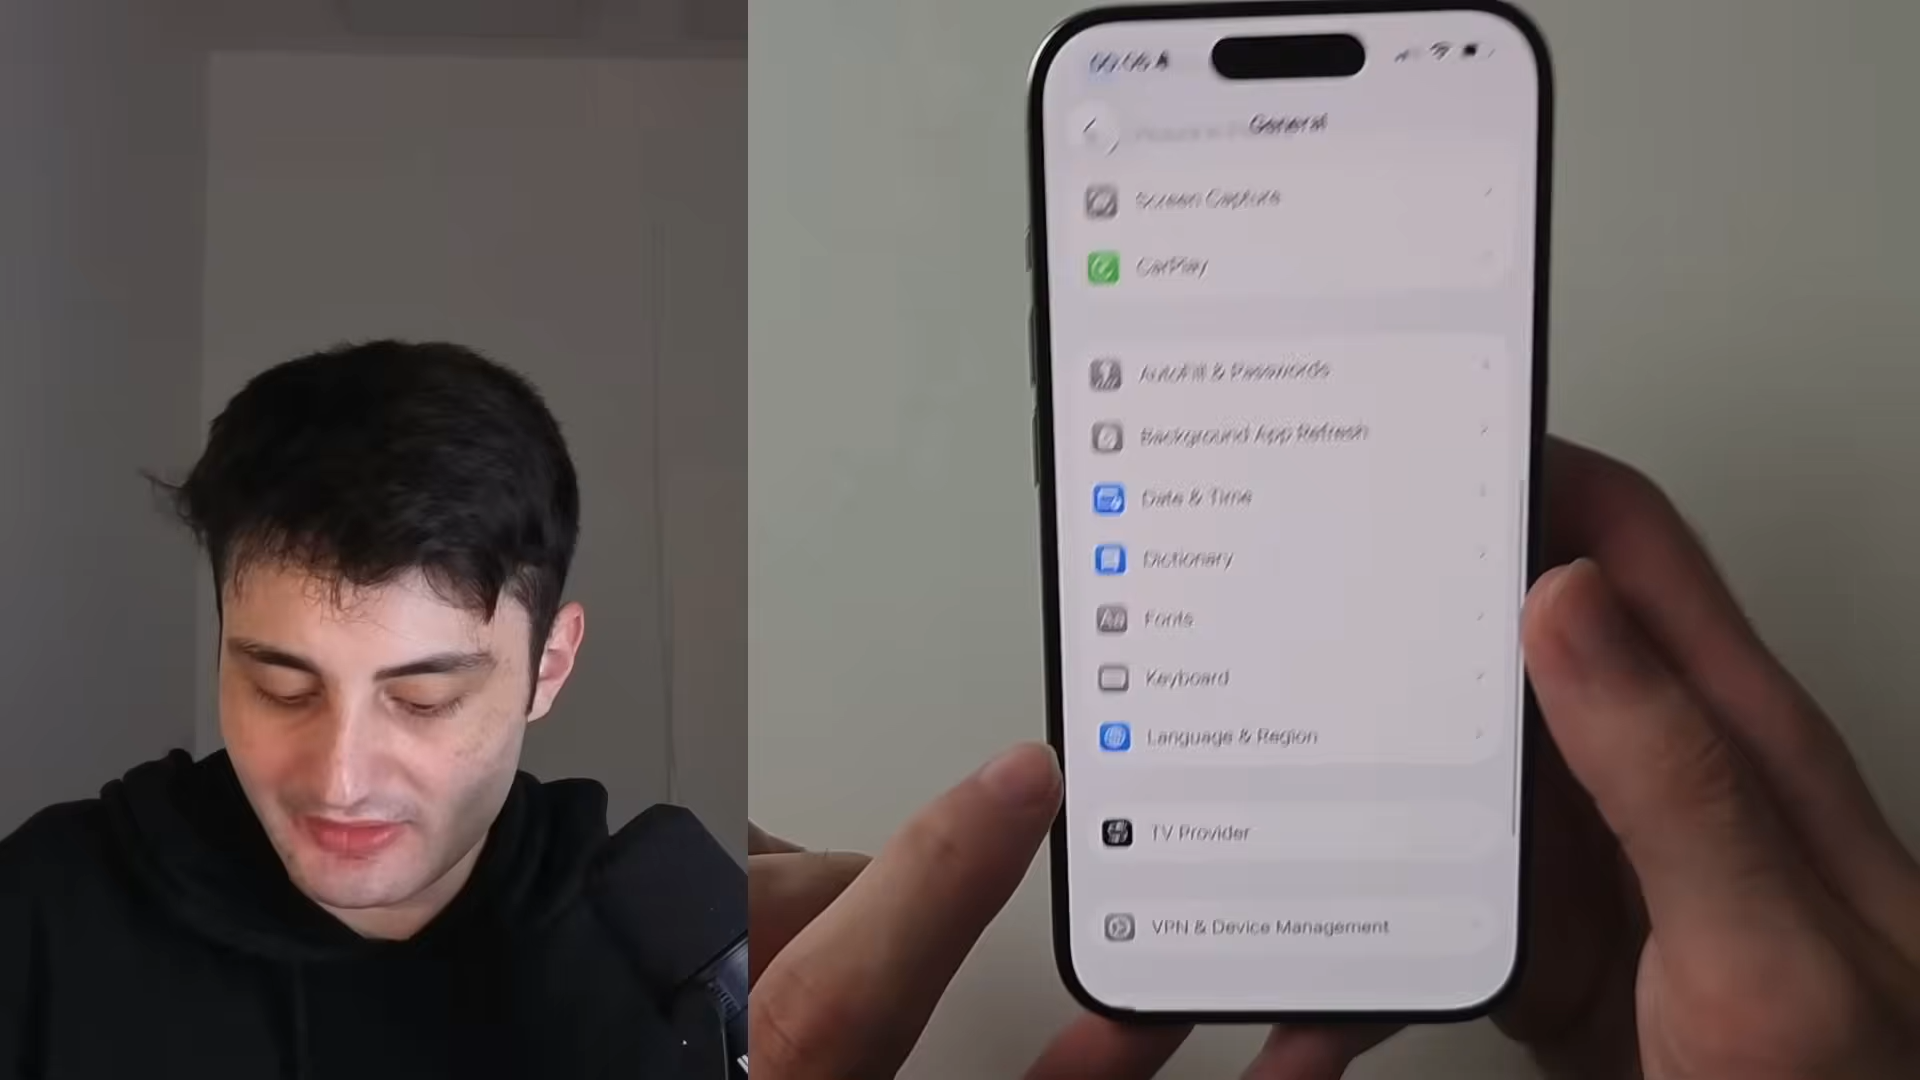 General
Screen Capture
CarPlay
AutoFill & Passwords
Background App Refresh
Date & Time
Dictionary
Aa Fonts
Keyboard
Language & Region
TV Provider
VPN & Device Management